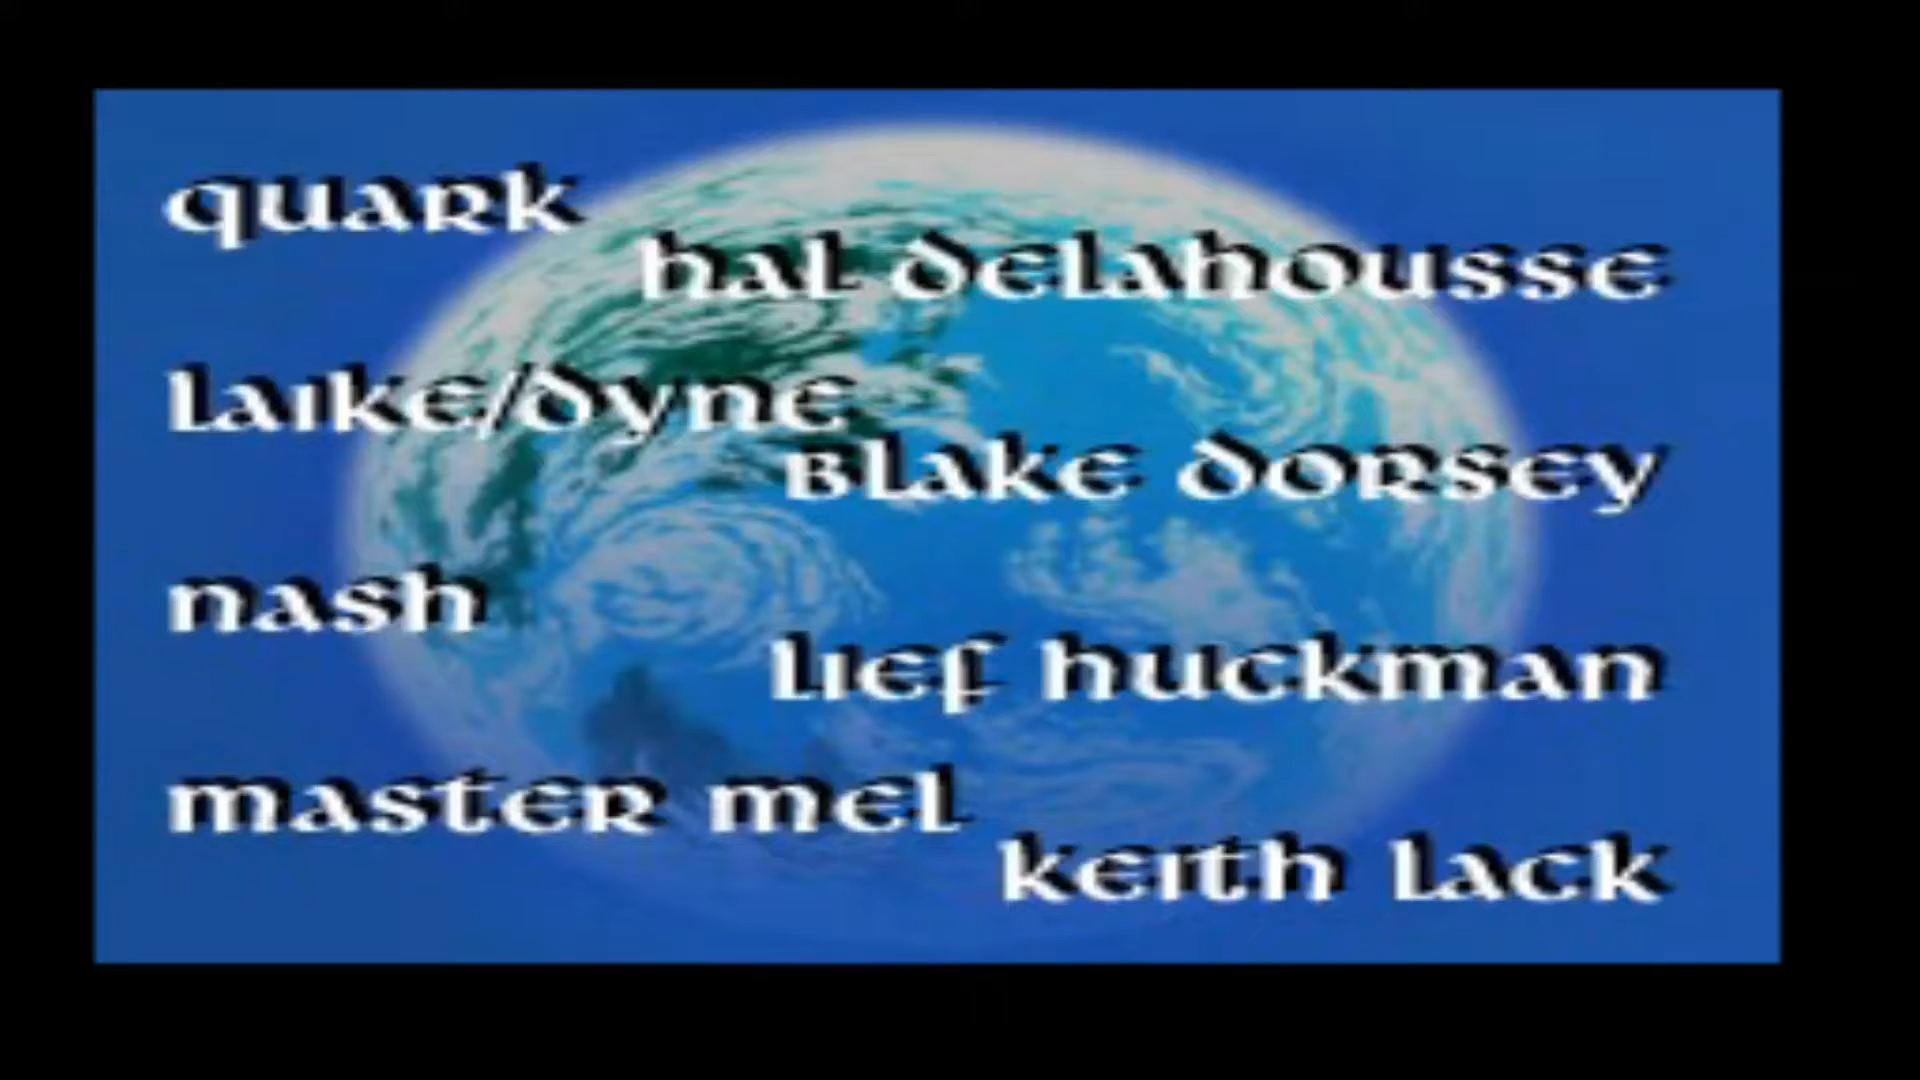 quark
hal delahousse
laike/dyne
blake dorsey
nash
lief huckman
master mel
keith lack